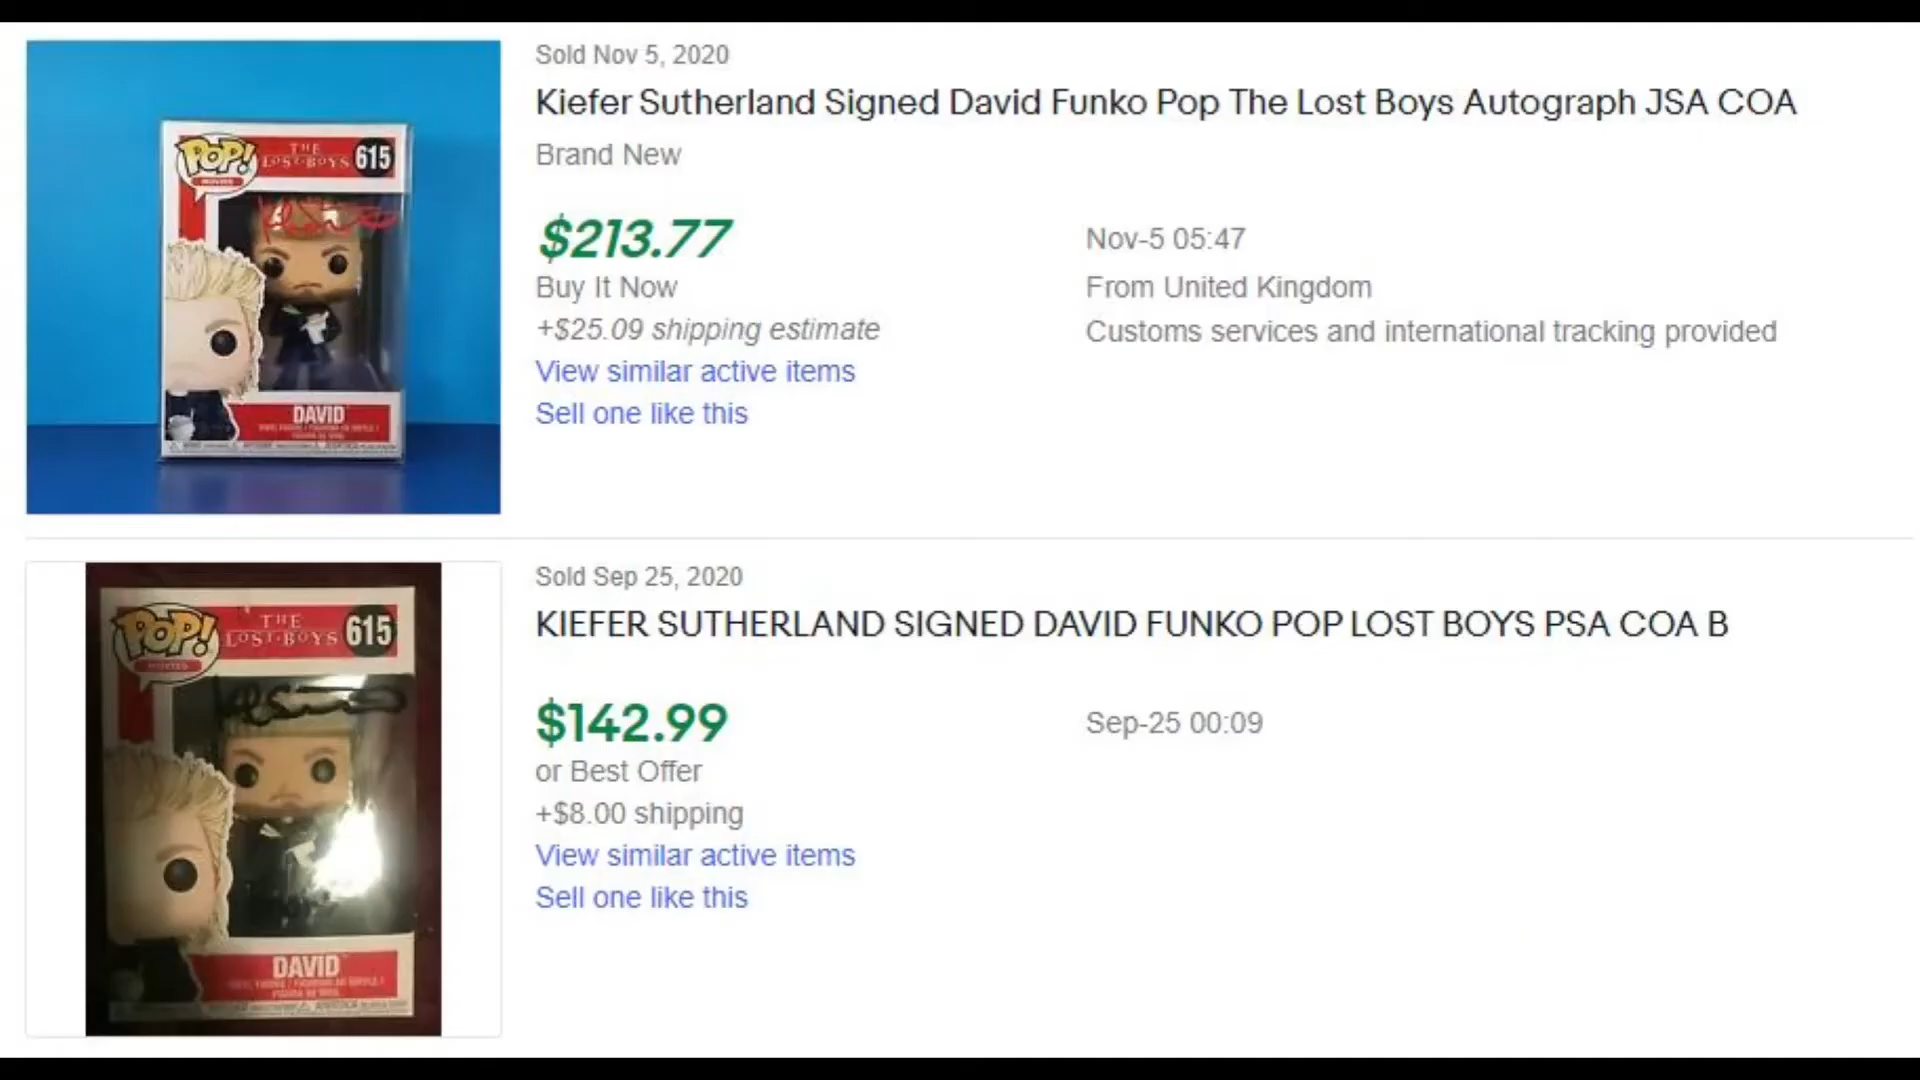 Sold Nov 5, 2020
Kiefer Sutherland Signed David Funko Pop The Lost Boys Autograph JSA COA
Brand New
$213.77
Buy It Now
+$25.09 shipping estimate
View similar active items
Sell one like this
Nov-5 05:47
From United Kingdom
Customs services and international tracking provided
POP!
MOVIES
THE
LOST BOYS
615
DAVID
Sold Sep 25, 2020
KIEFER SUTHERLAND SIGNED DAVID FUNKO POP LOST BOYS PSA COA B
$142.99
or Best Offer
+$8.00 shipping
View similar active items
Sell one like this
Sep-25 00:09
POP!
MOVIES
THE
LOST BOYS
615
DAVID